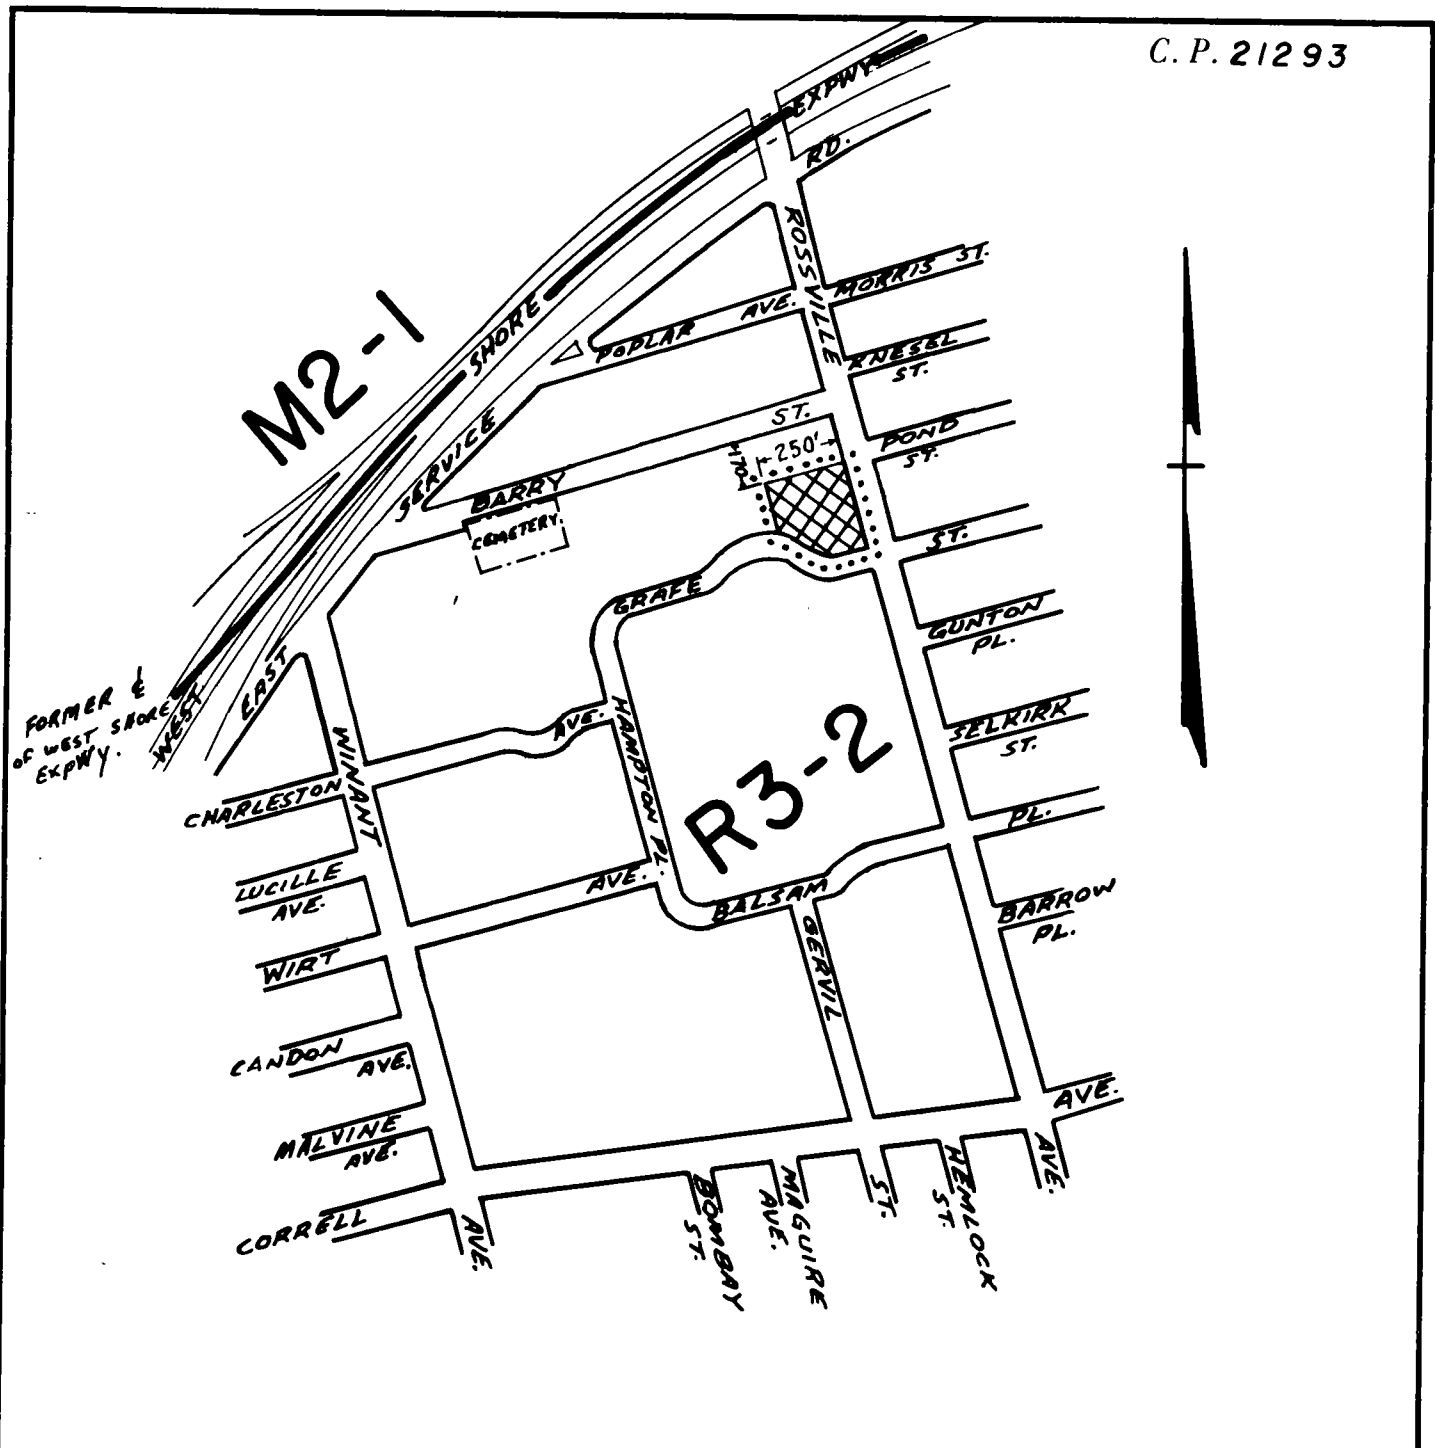 C. P. 21293
EXPWY.
RD.
ROSSVILLE
MORRIS ST.
M2-1
SHORE
POPLAR AVE.
KNESEL
ST.
ST.
SERVICE
250'
POND
ST.
BARRY
CEMETERY.
ST.
GRAFE
GUNTON
PL.
EAST
WEST
FORMER ℄
OF WEST SHORE
EXPWY.
HAMPTON PL.
AVE.
SELKIRK
ST.
WINANT
R3-2
CHARLESTON
PL.
LUCILLE
AVE.
AVE.
BALSAM
BARROW
PL.
GERVIL
WIRT
CANDON
AVE.
AVE.
MALVINE
AVE.
CORRELL
AVE.
BOMBAY
ST.
MAGUIRE
AVE.
ST.
HEMLOCK
ST.
AVE.